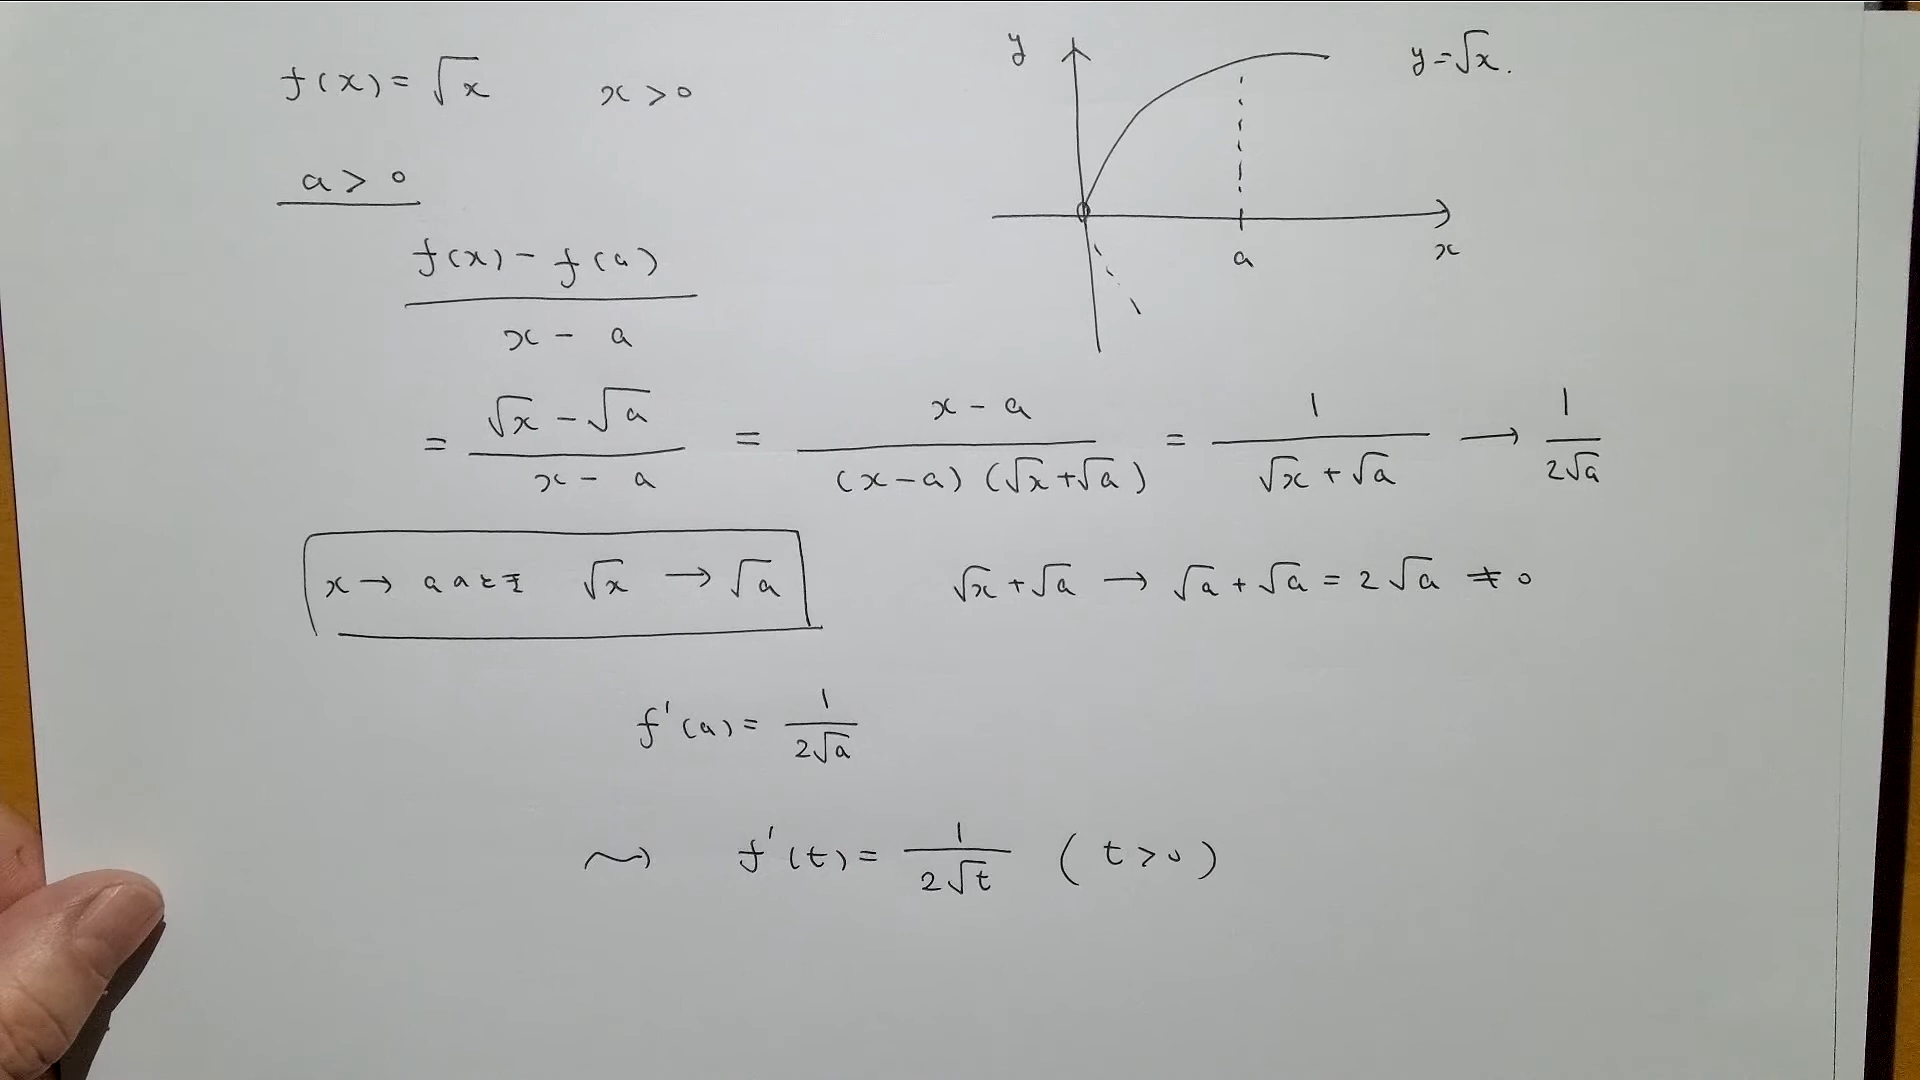 f(x) = √x   x > 0
a > 0
y
y = √x.
a
x
f(x) - f(a)
x - a
= (√x - √a)/(x - a) = (x - a)/((x - a)(√x + √a)) = 1/(√x + √a) → 1/(2√a)
x → a のとき √x → √a
√x + √a → √a + √a = 2√a ≠ 0
f'(a) = 1/(2√a)
⇝ f'(t) = 1/(2√t) (t > 0)